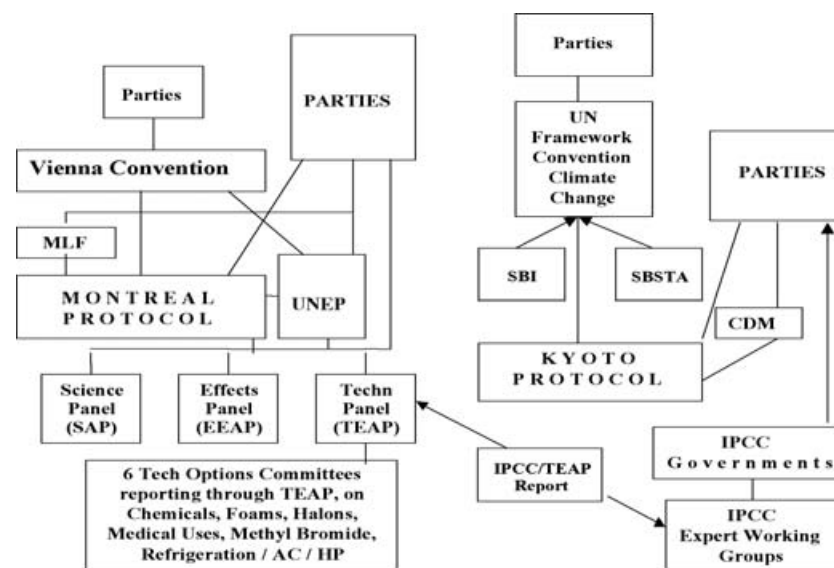 Parties
PARTIES
Vienna Convention
MLF
MONTREAL
PROTOCOL
UNEP
Science
Panel
(SAP)
Effects
Panel
(EEAP)
Techn
Panel
(TEAP)
6 Tech Options Committees
reporting through TEAP, on
Chemicals, Foams, Halons,
Medical Uses, Methyl Bromide,
Refrigeration / AC / HP
Parties
UN
Framework
Convention
Climate
Change
PARTIES
SBI
SBSTA
CDM
KYOTO
PROTOCOL
IPCC/TEAP
Report
IPCC
Governments
IPCC
Expert Working
Groups